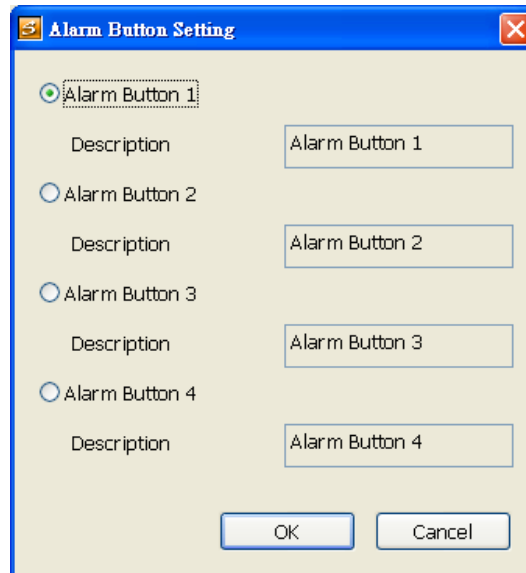 Alarm Button Setting
Alarm Button 1
Description Alarm Button 1
Alarm Button 2
Description Alarm Button 2
Alarm Button 3
Description Alarm Button 3
Alarm Button 4
Description Alarm Button 4
OK Cancel